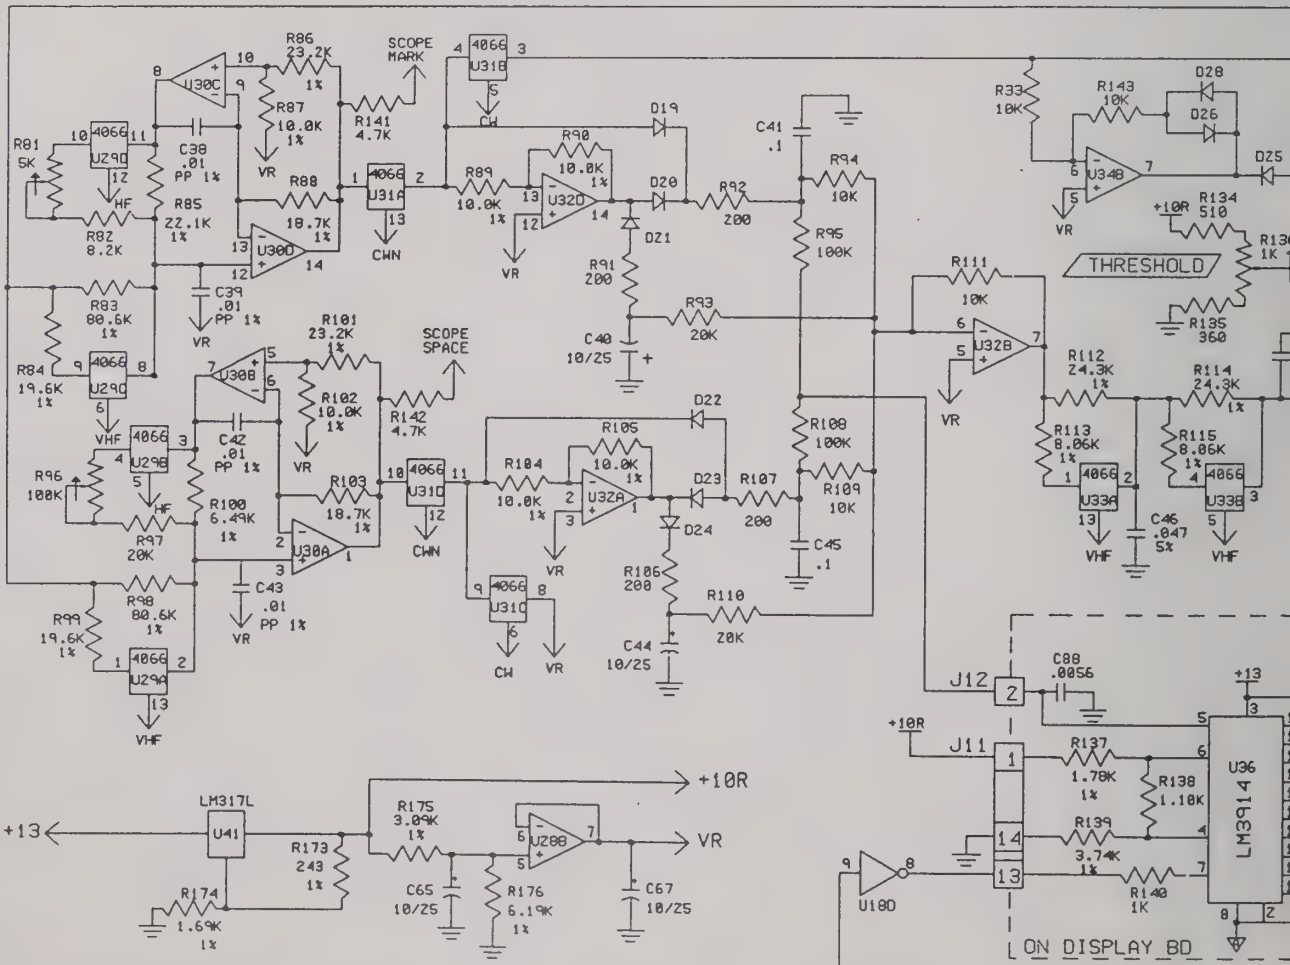 R86
23.2K
1%
SCOPE
MARK
4
4066
U31B
3
5
CW
8
U30C
10
9
+
-
R87
10.0K
1%
VR
R141
4.7K
D19
C41
.1
R33
10K
R143
10K
D28
D26
D25
R81
5K
10
4066
U29D
11
12
HF
C38
.01
PP 1%
R85
22.1K
1%
R88
18.7K
1%
1
4066
U31A
2
13
CWN
R89
10.0K
1%
R90
10.0K
1%
13
12
U32D
14
VR
D20
R92
200
R94
10K
6
5
U34B
7
VR
R134
510
+10R
R82
8.2K
13
12
U30D
14
D21
R91
200
R95
100K
THRESHOLD
R136
1K
R111
10K
R83
80.6K
1%
C39
.01
PP 1%
VR
R101
23.2K
1%
SCOPE
SPACE
R93
20K
C40
10/25
+
6
5
U32B
7
VR
R135
360
R84
19.6K
1%
9
4066
U29C
8
6
VHF
7
U30B
5
6
R102
10.0K
1%
VR
R142
4.7K
D22
R112
24.3K
1%
R114
24.3K
1%
4
4066
U29B
3
5
HF
C42
.01
PP 1%
R96
100K
R100
6.49K
1%
R103
18.7K
1%
10
4066
U31D
11
12
CWN
R104
10.0K
1%
R105
10.0K
1%
2
3
U32A
1
VR
D23
R107
200
R108
100K
R109
10K
R113
8.06K
1%
1
4066
U33A
2
13
VHF
R115
8.06K
1%
4
4066
U33B
3
5
VHF
R97
20K
2
3
U30A
1
D24
R106
200
C45
.1
C46
.047
5%
R98
80.6K
1%
C43
.01
PP 1%
VR
9
4066
U31C
8
6
CW
VR
R110
20K
C44
10/25
R99
19.6K
1%
1
4066
U29A
2
13
VHF
J12
2
C88
.0056
+13
3
+10R
J11
1
R137
1.78K
1%
5
6
R138
1.10K
U36
LM3914
+10R
LM317L
+13
U41
R175
3.09K
1%
6
5
U28B
7
VR
14
R139
3.74K
1%
4
R173
243
1%
9
8
U18D
13
R140
1K
7
R174
1.69K
1%
C65
10/25
R176
6.19K
1%
C67
10/25
8
2
A
ON DISPLAY BD